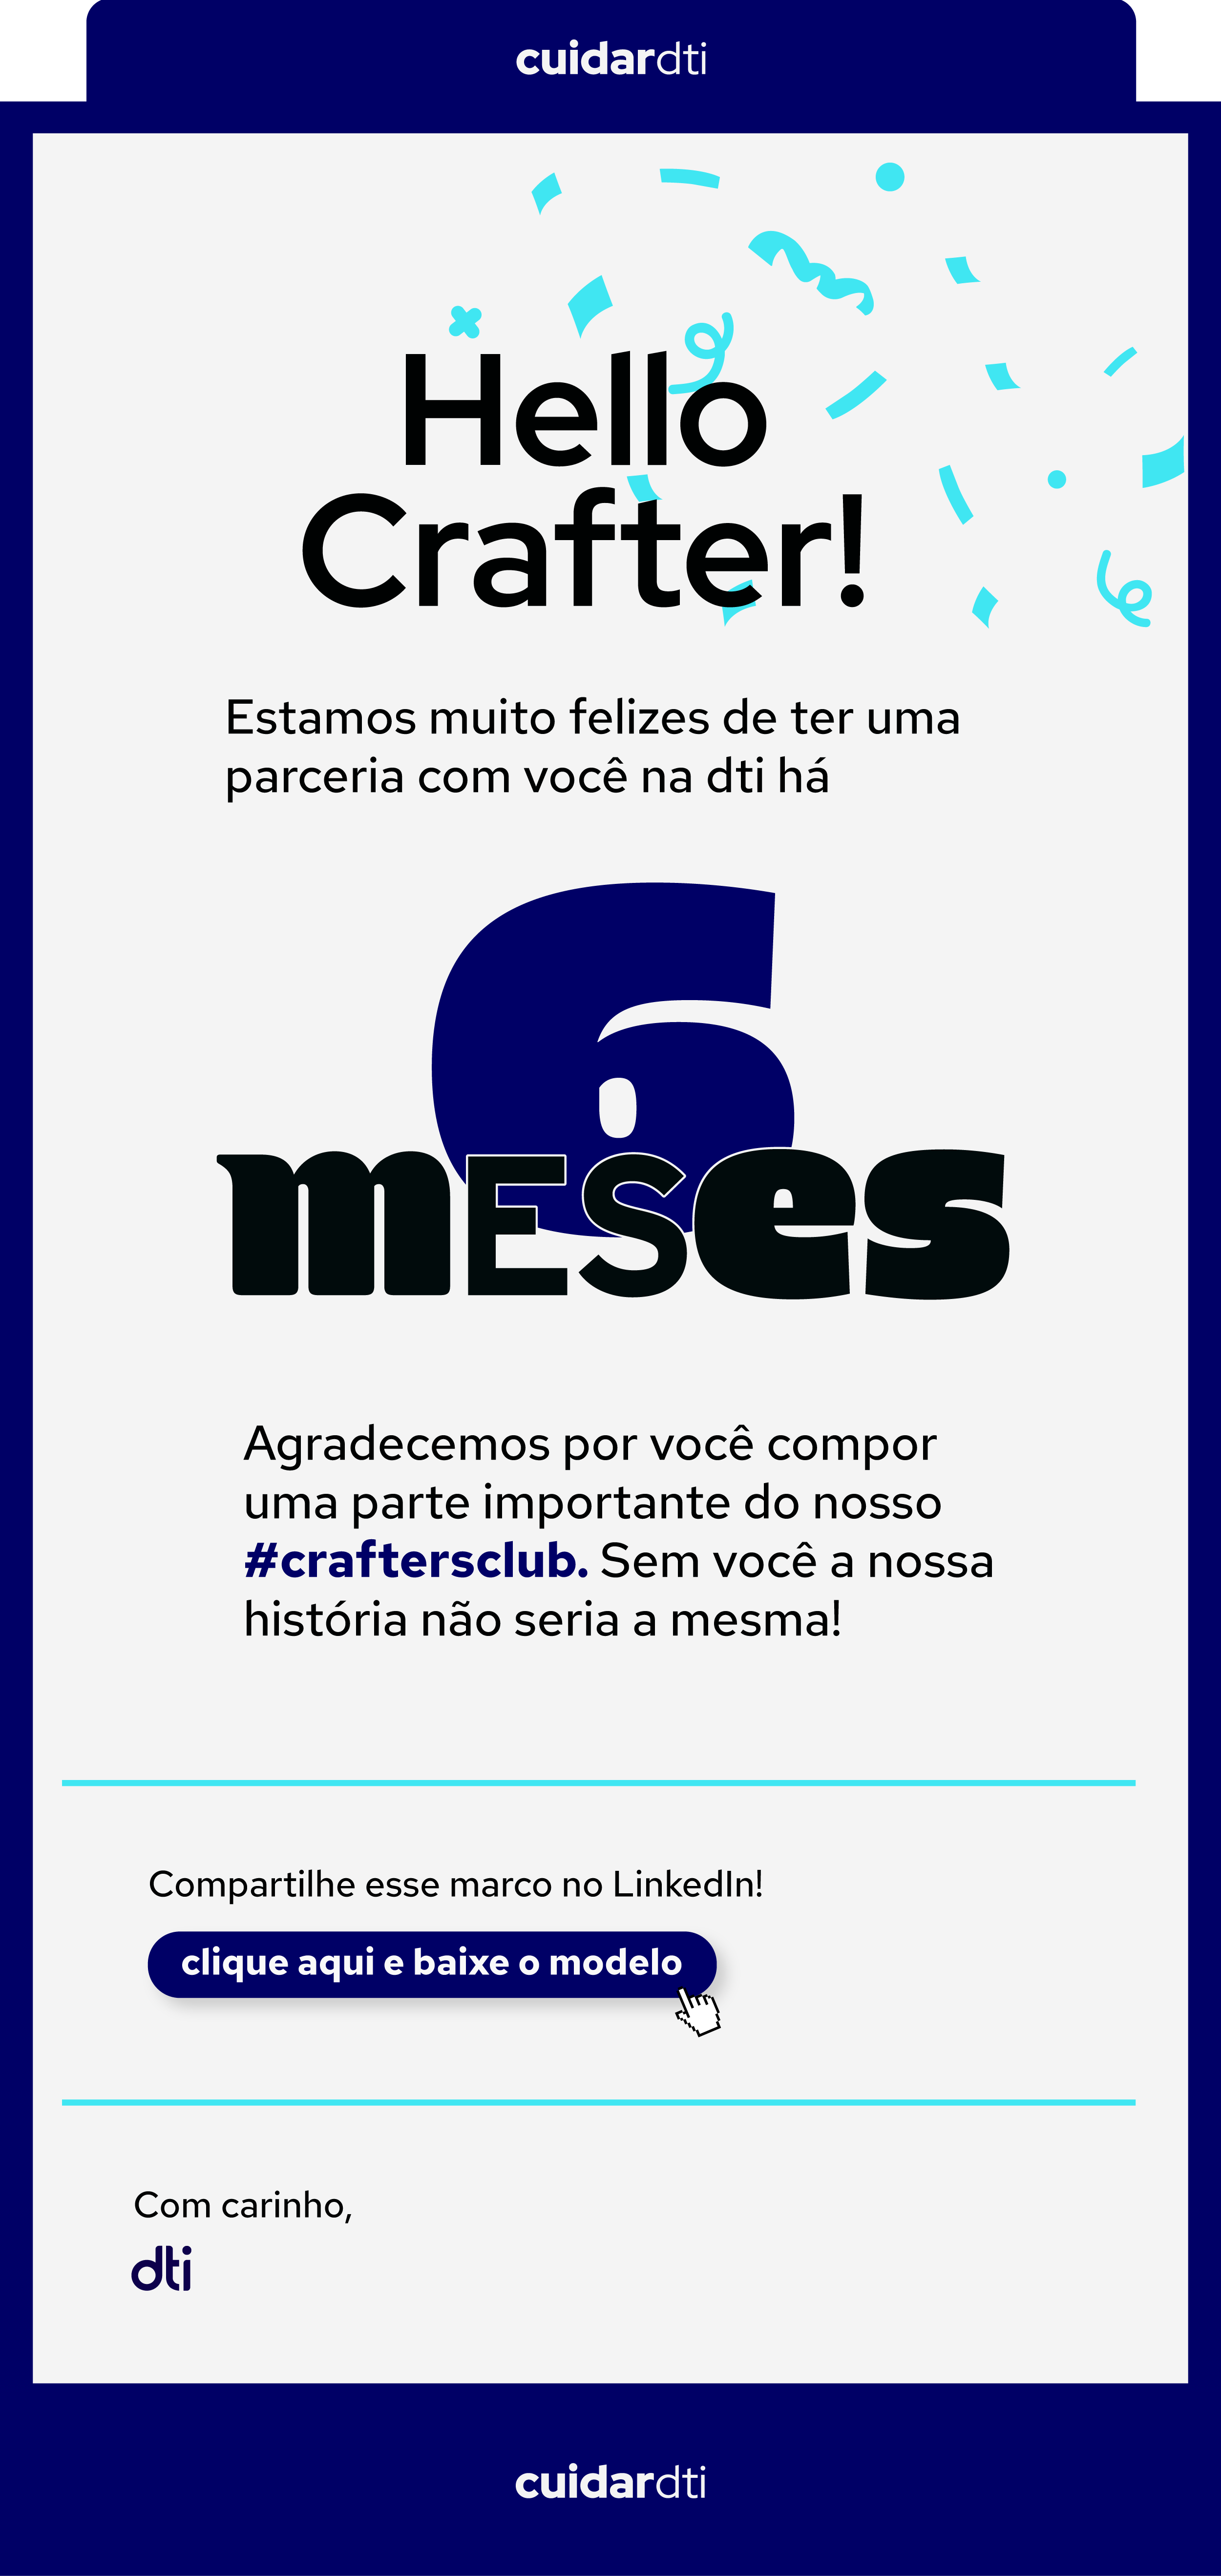 cuidardti
Hello
Crafter!
Estamos muito felizes de ter uma
parceria com você na dti há
6
mESes
Agradecemos por você compor
uma parte importante do nosso
#craftersclub. Sem você a nossa
história não seria a mesma!
Compartilhe esse marco no LinkedIn!
clique aqui e baixe o modelo
Com carinho,
dti
cuidardti